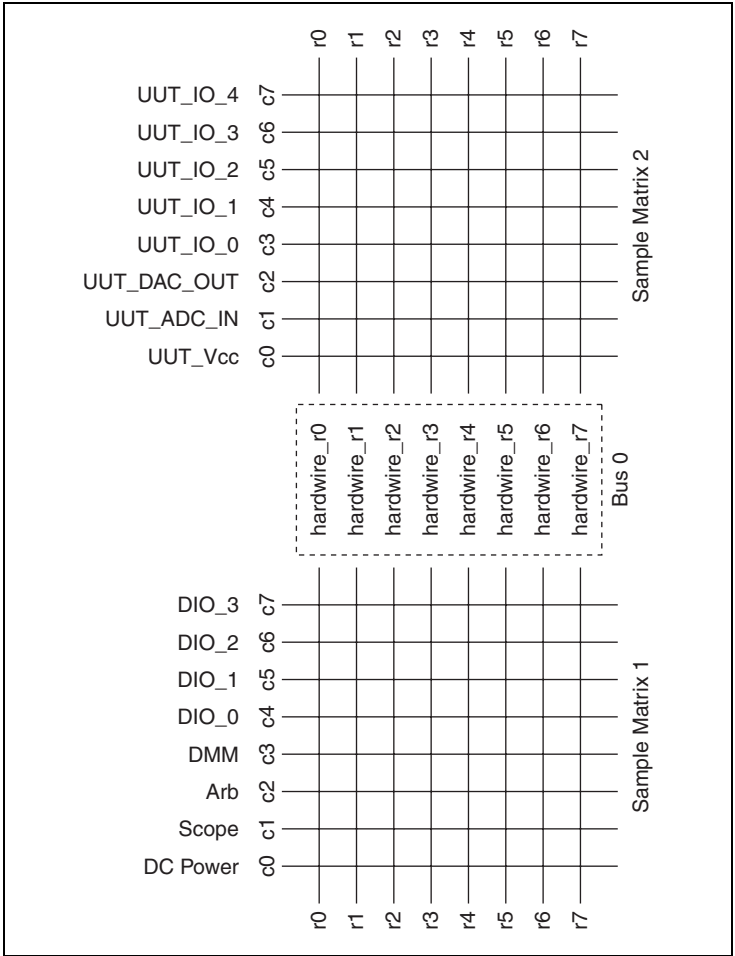 r0 r1 r2 r3 r4 r5 r6 r7
UUT_IO_4 c7
UUT_IO_3 c6
UUT_IO_2 c5
UUT_IO_1 c4
UUT_IO_0 c3
UUT_DAC_OUT c2
UUT_ADC_IN c1
UUT_Vcc c0
Sample Matrix 2
hardwire_r0
hardwire_r1
hardwire_r2
hardwire_r3
hardwire_r4
hardwire_r5
hardwire_r6
hardwire_r7
Bus 0
DIO_3 c7
DIO_2 c6
DIO_1 c5
DIO_0 c4
DMM c3
Arb c2
Scope c1
DC Power c0
Sample Matrix 1
r0 r1 r2 r3 r4 r5 r6 r7